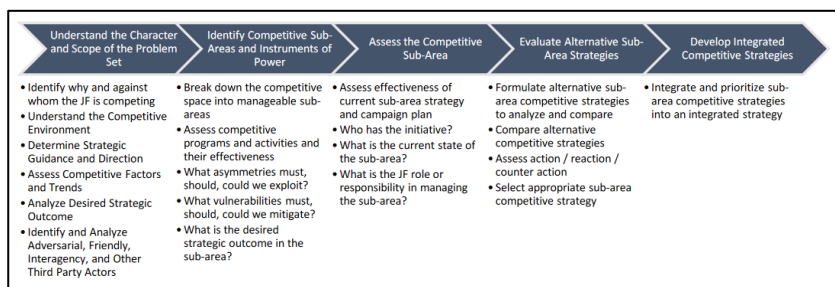 Understand the Character
and Scope of the Problem
Set
Identify Competitive Sub-
Areas and Instruments of
Power
Assess the Competitive
Sub-Area
Evaluate Alternative Sub-
Area Strategies
Develop Integrated
Competitive Strategies
• Identify why and against
whom the JF is competing
• Understand the Competitive
Environment
• Determine Strategic
Guidance and Direction
• Assess Competitive Factors
and Trends
• Analyze Desired Strategic
Outcome
• Identify and Analyze
Adversarial, Friendly,
Interagency, and Other
Third Party Actors
• Break down the competitive
space into manageable sub-
areas
• Assess competitive
programs and activities and
their effectiveness
• What asymmetries must,
should, could we exploit?
• What vulnerabilities must,
should, could we mitigate?
• What is the desired
strategic outcome in the
sub-area?
• Assess effectiveness of
current sub-area strategy
and campaign plan
• Who has the initiative?
• What is the current state of
the sub-area?
• What is the JF role or
responsibility in managing
the sub-area?
• Formulate alternative sub-
area competitive strategies
to analyze and compare
• Compare alternative
competitive strategies
• Assess action / reaction /
counter action
• Select appropriate sub-area
competitive strategy
• Integrate and prioritize sub-
area competitive strategies
into an integrated strategy